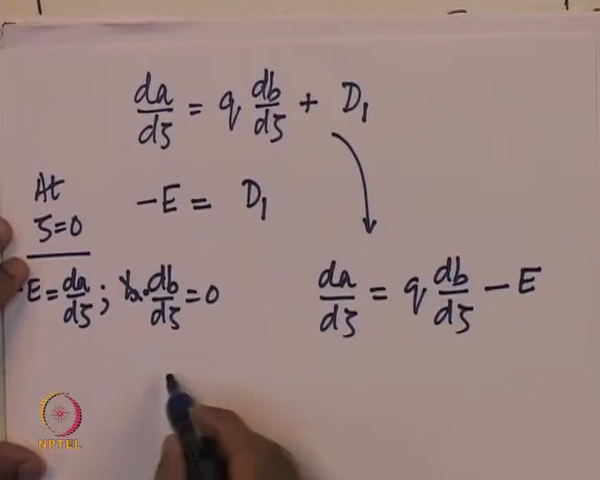 da/dζ = q db/dζ + D₁
At
ζ=0
-E = D₁
-E = da/dζ ; db/dζ = 0
da/dζ = q db/dζ - E
NPTEL